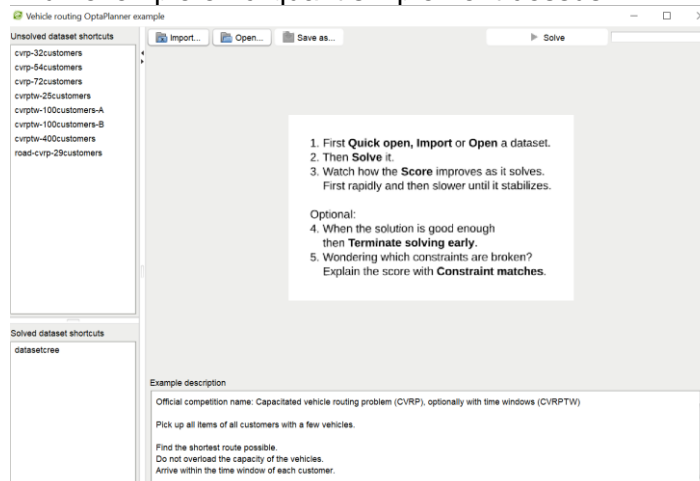 Vehicle routing OptaPlanner example
Unsolved dataset shortcuts
Import...
Open...
Save as...
Solve
cvrp-32customers
cvrp-54customers
cvrp-72customers
cvrptw-25customers
cvrptw-100customers-A
cvrptw-100customers-B
cvrptw-400customers
road-cvrp-29customers
1. First Quick open, Import or Open a dataset.
2. Then Solve it.
3. Watch how the Score improves as it solves.
First rapidly and then slower until it stabilizes.
Optional:
4. When the solution is good enough
then Terminate solving early.
5. Wondering which constraints are broken?
Explain the score with Constraint matches.
Solved dataset shortcuts
datasetcree
Example description
Official competition name: Capacitated vehicle routing problem (CVRP), optionally with time windows (CVRPTW)
Pick up all items of all customers with a few vehicles.
Find the shortest route possible.
Do not overload the capacity of the vehicles.
Arrive within the time window of each customer.